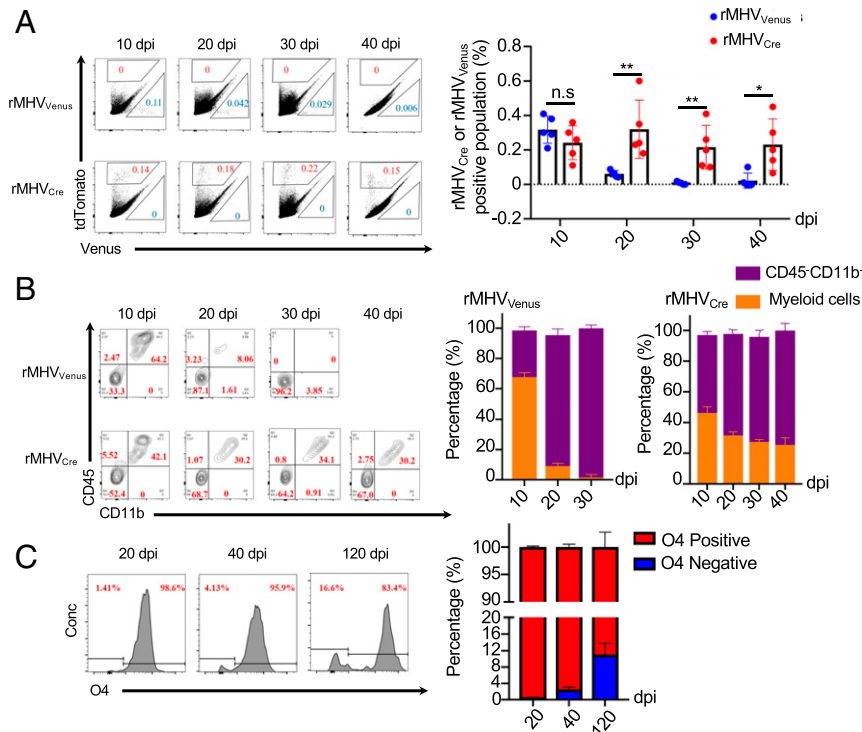 A
10 dpi 20 dpi 30 dpi 40 dpi
rMHVVenus
0 0 0 0
0.11 0.042 0.029 0.006
rMHVCre
0.14 0.18 0.22 0.15
0 0 0 0
tdTomato
Venus
rMHVVenus
rMHVCre
rMHVCre or rMHVVenus
positive population (%)
0.8
0.6
0.4
0.2
0
-0.2
n.s ** ** *
10 20 30 40 dpi
B
10 dpi 20 dpi 30 dpi 40 dpi
rMHVVenus
2.47 64.2 3.23 8.06 0 0
33.3 0 87.1 1.61 96.2 3.85
rMHVCre
5.52 42.1 1.07 30.2 0.8 34.1 2.75 30.2
52.4 0 68.7 0 64.2 0.91 67.0 0
CD45
CD11b
CD45-CD11b-
Myeloid cells
rMHVVenus
Percentage (%)
100
80
60
40
20
0
10 20 30 dpi
rMHVCre
Percentage (%)
100
80
60
40
20
0
10 20 30 40 dpi
C
20 dpi 40 dpi 120 dpi
1.41% 98.6% 4.13% 95.9% 16.6% 83.4%
Conc
O4
O4 Positive
O4 Negative
Percentage (%)
100
95
90
20
16
12
8
4
0
20 40 120 dpi